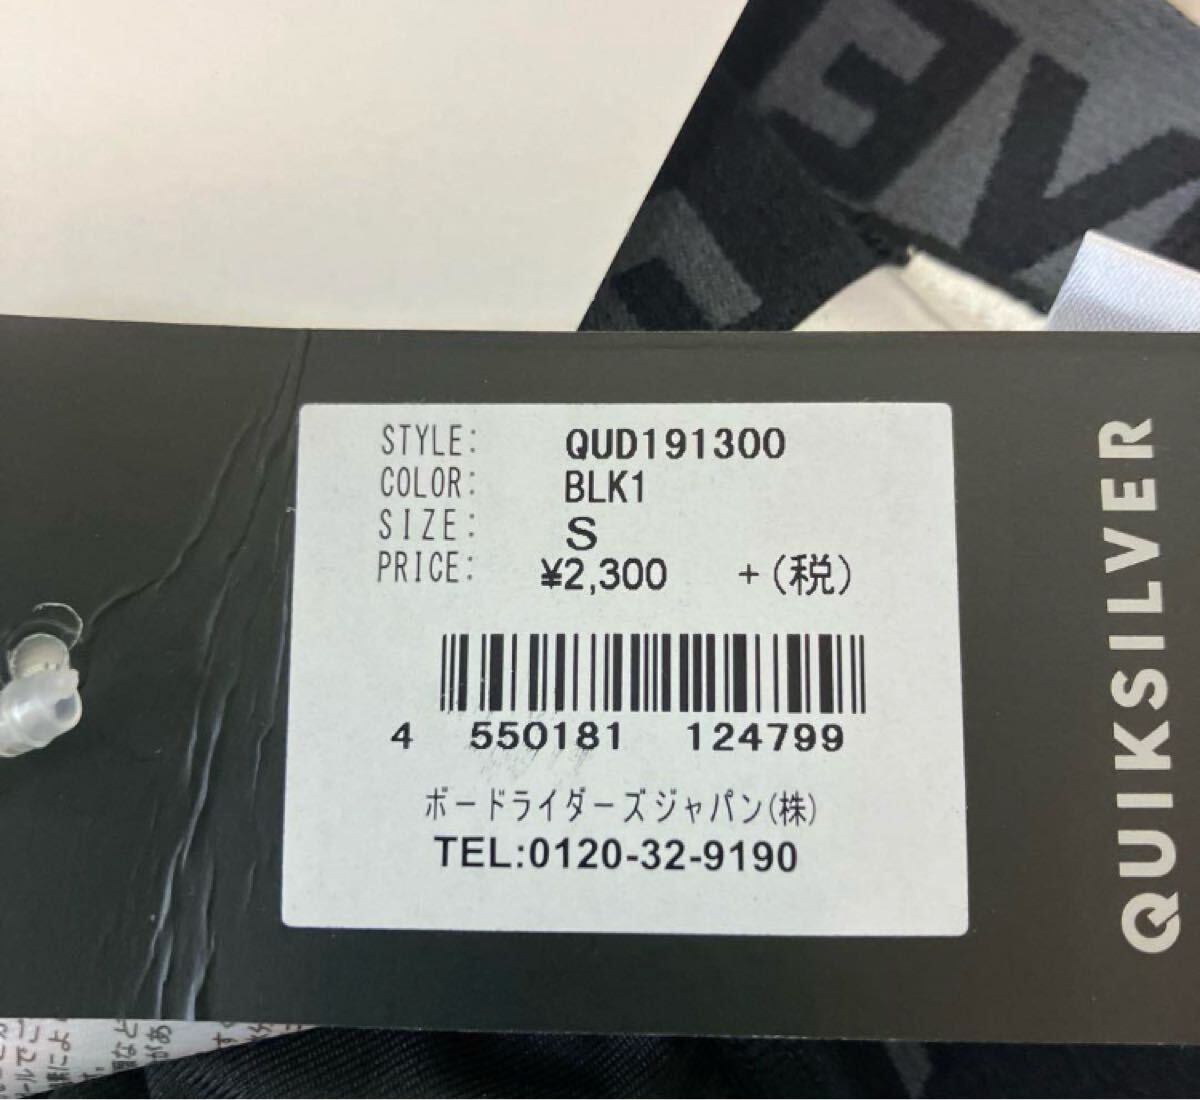 STYLE: QUD191300
COLOR: BLK1
SIZE: S
PRICE: ¥2,300 +(税)
4 550181 124799
ボードライダーズジャパン(株)
TEL:0120-32-9190
QUIKSILVER